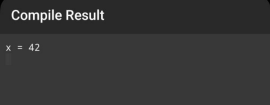 Compile Result
x = 42